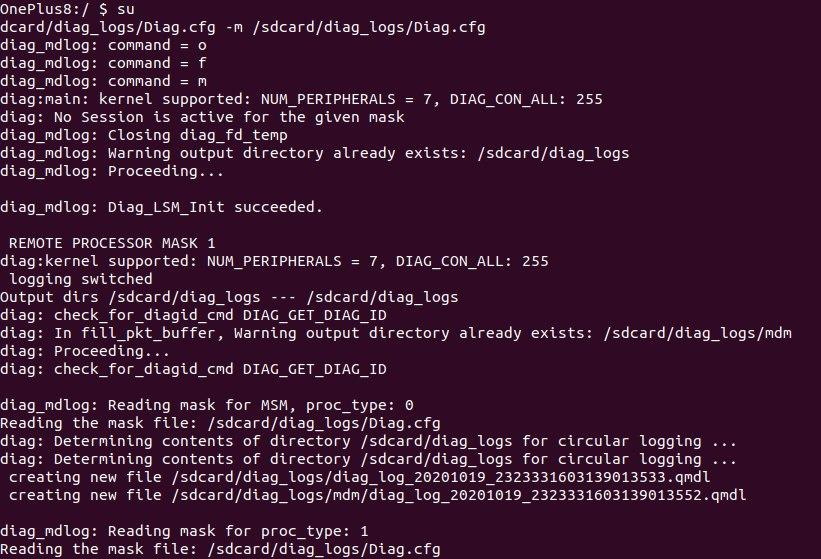 OnePlus8:/ $ su
dcard/diag_logs/Diag.cfg -m /sdcard/diag_logs/Diag.cfg
diag_mdlog: command = o
diag_mdlog: command = f
diag_mdlog: command = m
diag:main: kernel supported: NUM_PERIPHERALS = 7, DIAG_CON_ALL: 255
diag: No Session is active for the given mask
diag_mdlog: Closing diag_fd_temp
diag_mdlog: Warning output directory already exists: /sdcard/diag_logs
diag_mdlog: Proceeding...
diag_mdlog: Diag_LSM_Init succeeded.
REMOTE PROCESSOR MASK 1
diag:kernel supported: NUM_PERIPHERALS = 7, DIAG_CON_ALL: 255
logging switched
Output dirs /sdcard/diag_logs --- /sdcard/diag_logs
diag: check_for_diagid_cmd DIAG_GET_DIAG_ID
diag: In fill_pkt_buffer, Warning output directory already exists: /sdcard/diag_logs/mdm
diag: Proceeding...
diag: check_for_diagid_cmd DIAG_GET_DIAG_ID
diag_mdlog: Reading mask for MSM, proc_type: 0
Reading the mask file: /sdcard/diag_logs/Diag.cfg
diag: Determining contents of directory /sdcard/diag_logs for circular logging ...
diag: Determining contents of directory /sdcard/diag_logs for circular logging ...
creating new file /sdcard/diag_logs/diag_log_20201019_2323331603139013533.qmdl
creating new file /sdcard/diag_logs/mdm/diag_log_20201019_2323331603139013552.qmdl
diag_mdlog: Reading mask for proc_type: 1
Reading the mask file: /sdcard/diag_logs/Diag.cfg